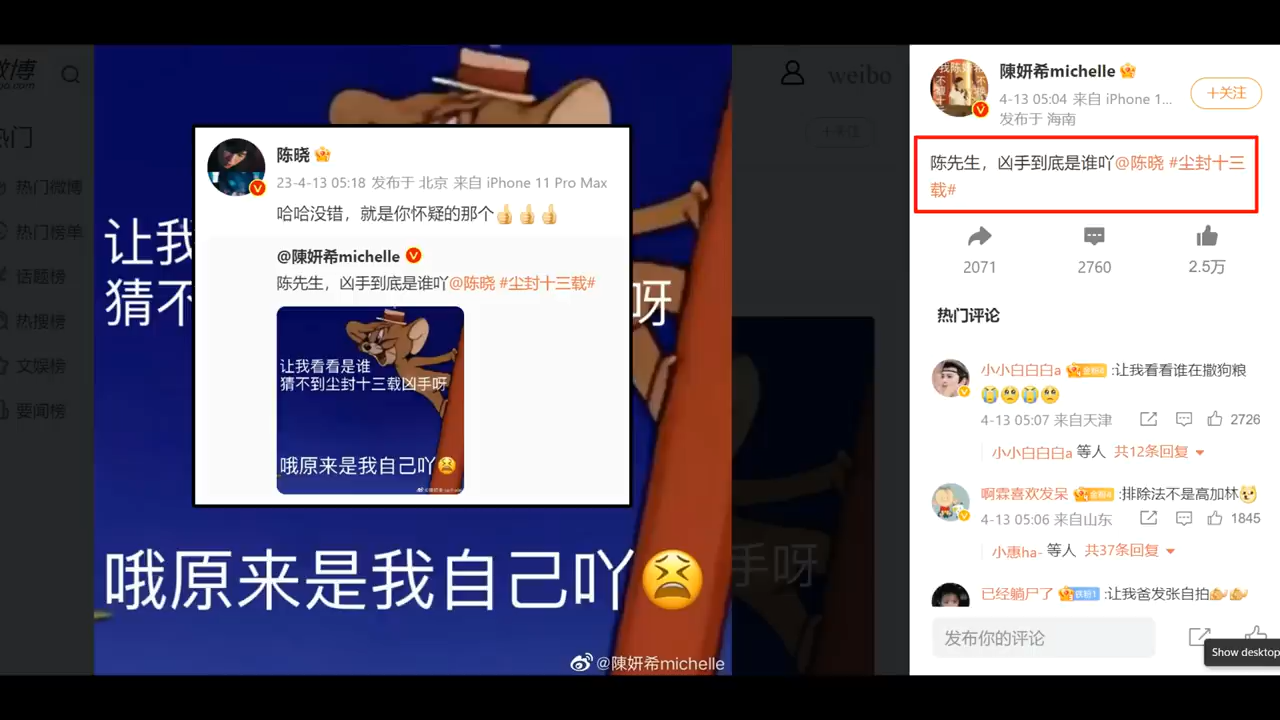 微博
weibo
热门
热门微博
热门榜单
话题榜
热搜榜
文娱榜
要闻榜
+关注
让我
猜不
呀
手呀
哦原来是我自己吖😫
@陳妍希michelle
陈晓
23-4-13 05:18 发布于 北京 来自 iPhone 11 Pro Max
哈哈没错，就是你怀疑的那个👍👍👍
@陳妍希michelle
陈先生，凶手到底是谁吖@陈晓 #尘封十三载#
让我看看是谁
猜不到尘封十三载凶手呀
哦原来是我自己吖😫
陳妍希michelle
4-13 05:04 来自 iPhone 1...
发布于 海南
+关注
陈先生，凶手到底是谁吖@陈晓 #尘封十三
载#
2071
2760
2.5万
热门评论
小小白白白a 金粉4 :让我看看谁在撒狗粮
😭🥺😭🥺
4-13 05:07 来自天津
2726
小小白白白a 等人 共12条回复
啊霖喜欢发呆 金粉4 :排除法不是高加林
4-13 05:06 来自山东
1845
小惠ha- 等人 共37条回复
已经躺尸了 铁粉1 :让我爸发张自拍
发布你的评论
Show desktop